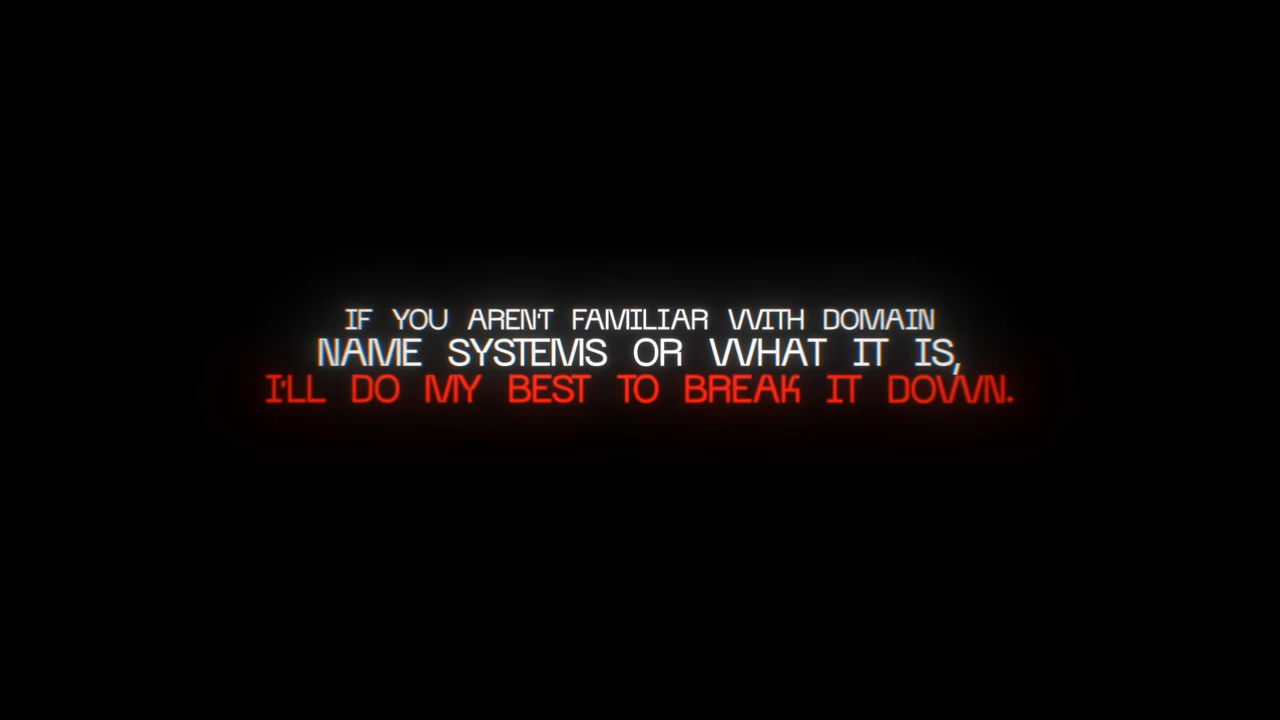 IF YOU AREN'T FAMILIAR WITH DOMAIN
NAME SYSTEMS OR WHAT IT IS,
I'LL DO MY BEST TO BREAK IT DOWN.